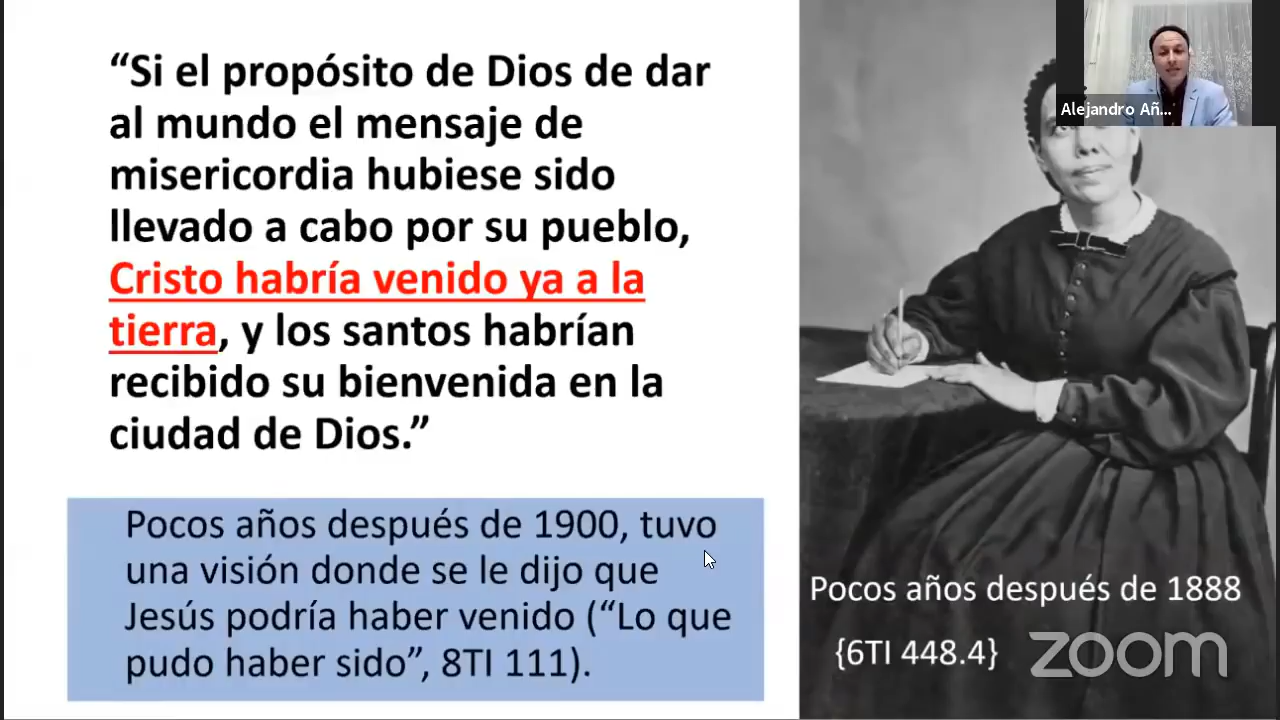 “Si el propósito de Dios de dar
al mundo el mensaje de
misericordia hubiese sido
llevado a cabo por su pueblo,
Cristo habría venido ya a la
tierra, y los santos habrían
recibido su bienvenida en la
ciudad de Dios.”
Pocos años después de 1900, tuvo
una visión donde se le dijo que
Jesús podría haber venido (“Lo que
pudo haber sido”, 8TI 111).
Alejandro Añ...
Pocos años después de 1888
{6TI 448.4}
zoom